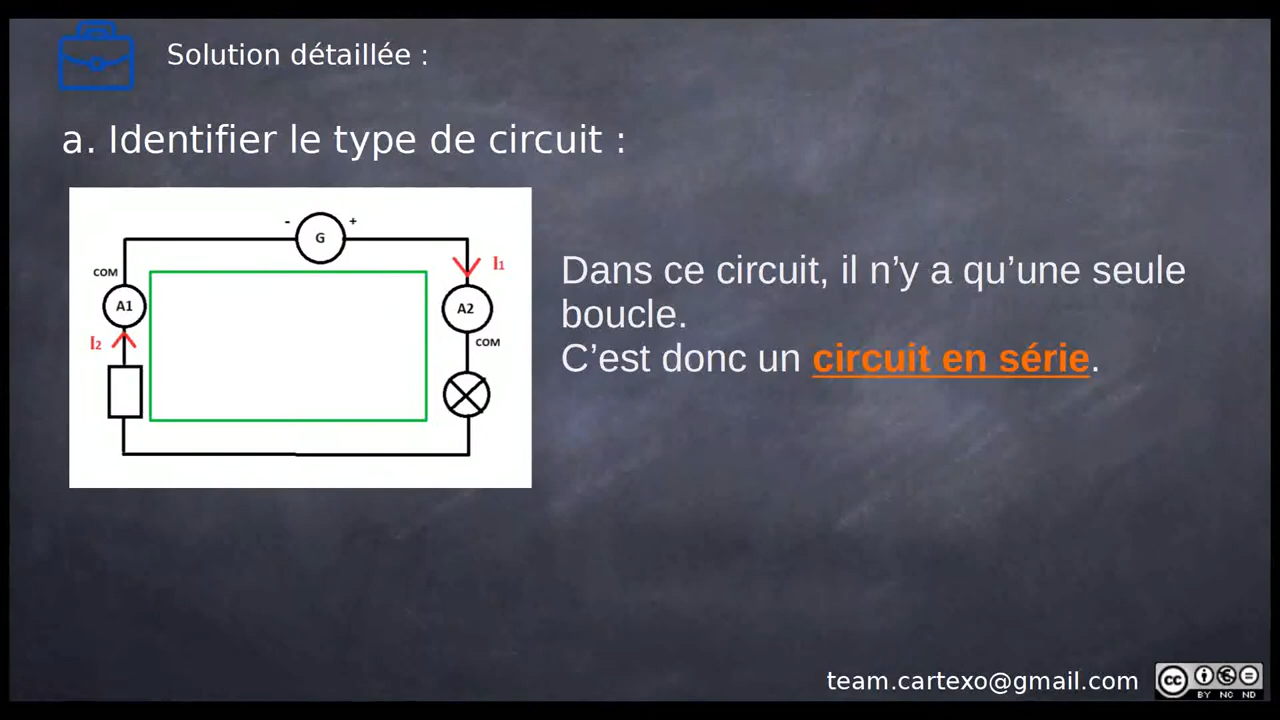 Solution détaillée :
a. Identifier le type de circuit :
- G +
COM I₁
A1 A2
I₂ COM
Dans ce circuit, il n’y a qu’une seule
boucle.
C’est donc un circuit en série.
team.cartexo@gmail.com
cc BY NC ND